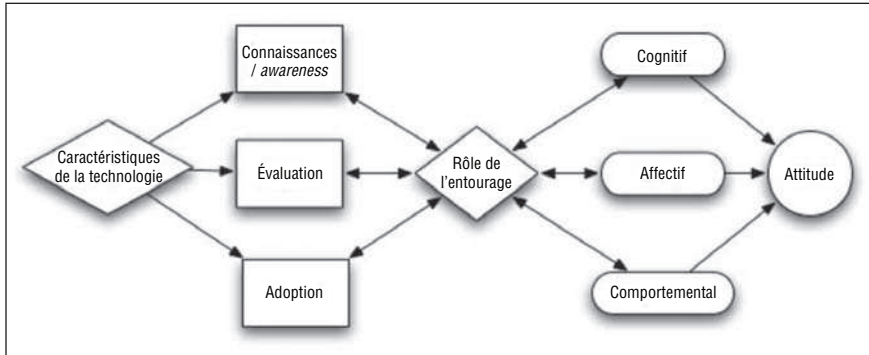 Connaissances
/ awareness
Cognitif
Caractéristiques
de la technologie
Évaluation
Rôle de
l'entourage
Affectif
Attitude
Adoption
Comportemental